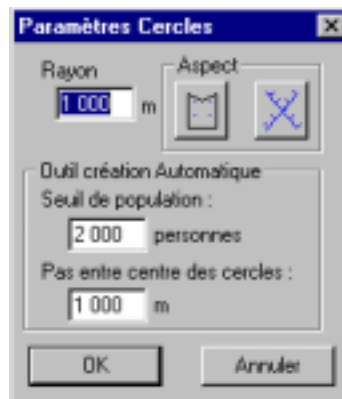 Paramètres Cercles
Rayon
1 000 m
Aspect
Outil création Automatique
Seuil de population :
2 000 personnes
Pas entre centre des cercles :
1 000 m
OK
Annuler